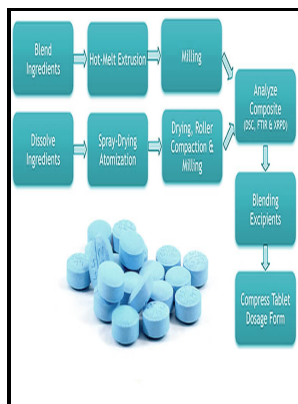 Blend
Ingredients
Hot-Melt Extrusion
Milling
Dissolve
Ingredients
Spray-Drying
Atomization
Drying, Roller
Compaction &
Milling
Analyze
Composite
(DSC, FTIR & XRPD)
Blending
Excipients
Compress Tablet
Dosage Form